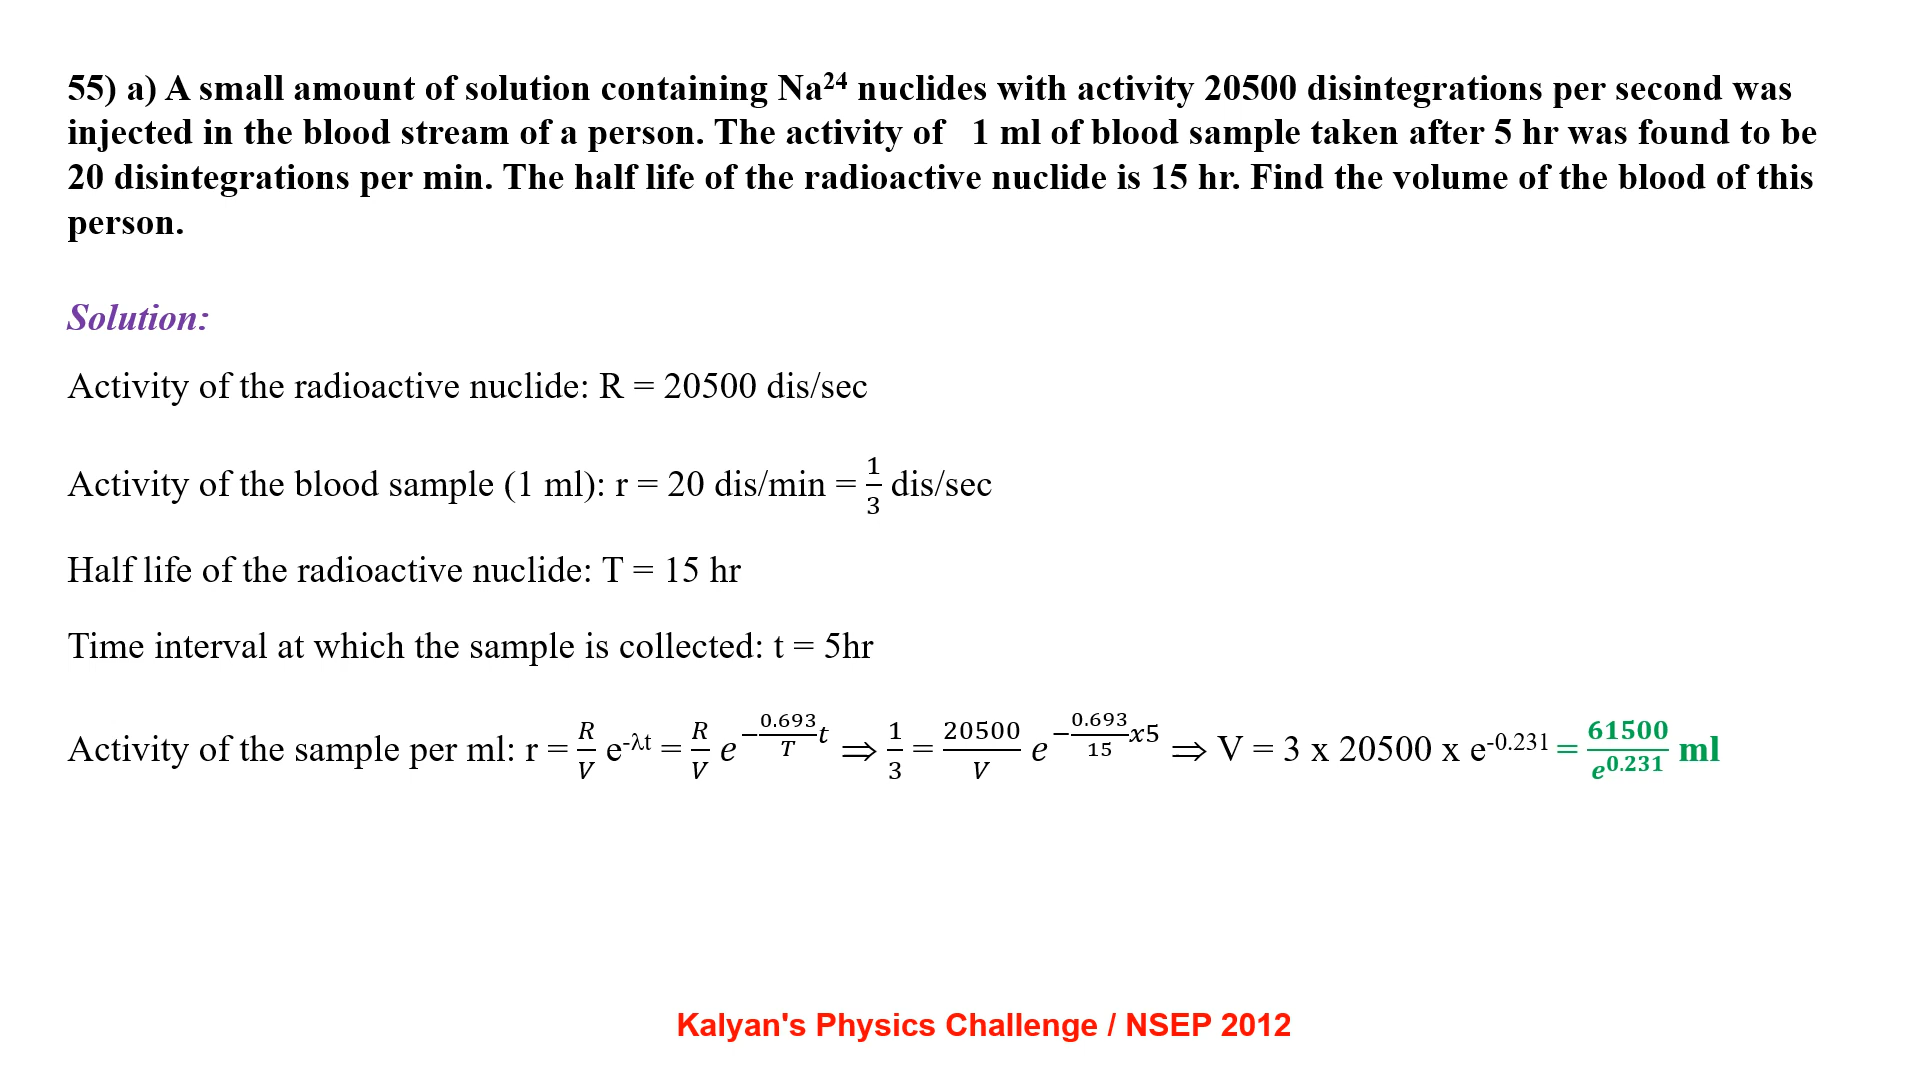 55) a) A small amount of solution containing Na²⁴ nuclides with activity 20500 disintegrations per second was
injected in the blood stream of a person. The activity of   1 ml of blood sample taken after 5 hr was found to be
20 disintegrations per min. The half life of the radioactive nuclide is 15 hr. Find the volume of the blood of this
person.
Solution:
Activity of the radioactive nuclide: R = 20500 dis/sec
Activity of the blood sample (1 ml): r = 20 dis/min = 1/3 dis/sec
Half life of the radioactive nuclide: T = 15 hr
Time interval at which the sample is collected: t = 5hr
Activity of the sample per ml: r = R/V e^(-λt) = R/V e^(−(0.693/T)t) ⇒ 1/3 = 20500/V e^(−(0.693/15)x5) ⇒ V = 3 x 20500 x e^(-0.231) = 61500/e^(0.231) ml
Kalyan's Physics Challenge / NSEP 2012